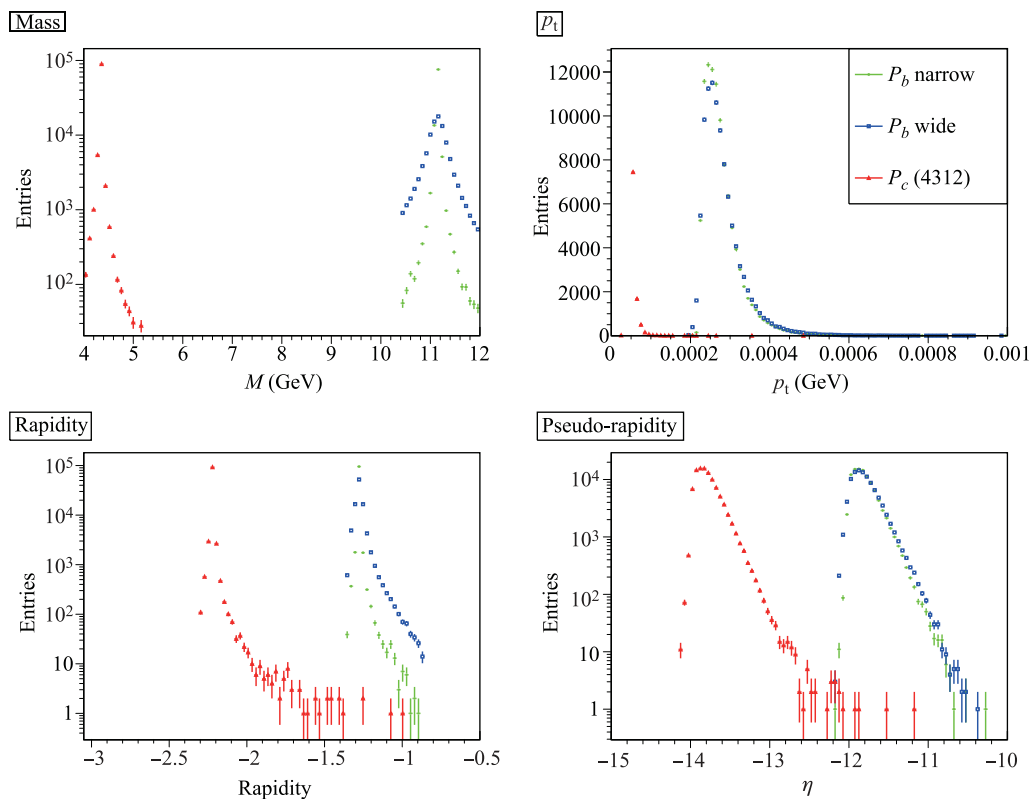 Mass
10^5
10^4
10^3
10^2
Entries
4 5 6 7 8 9 10 11 12
M (GeV)
p_t
12000
10000
8000
6000
4000
2000
0
Entries
0 0.0002 0.0004 0.0006 0.0008 0.001
p_t (GeV)
P_b narrow
P_b wide
P_c (4312)
Rapidity
10^5
10^4
10^3
10^2
10
1
Entries
−3 −2.5 −2 −1.5 −1 −0.5
Rapidity
Pseudo-rapidity
10^4
10^3
10^2
10
1
Entries
−15 −14 −13 −12 −11 −10
η